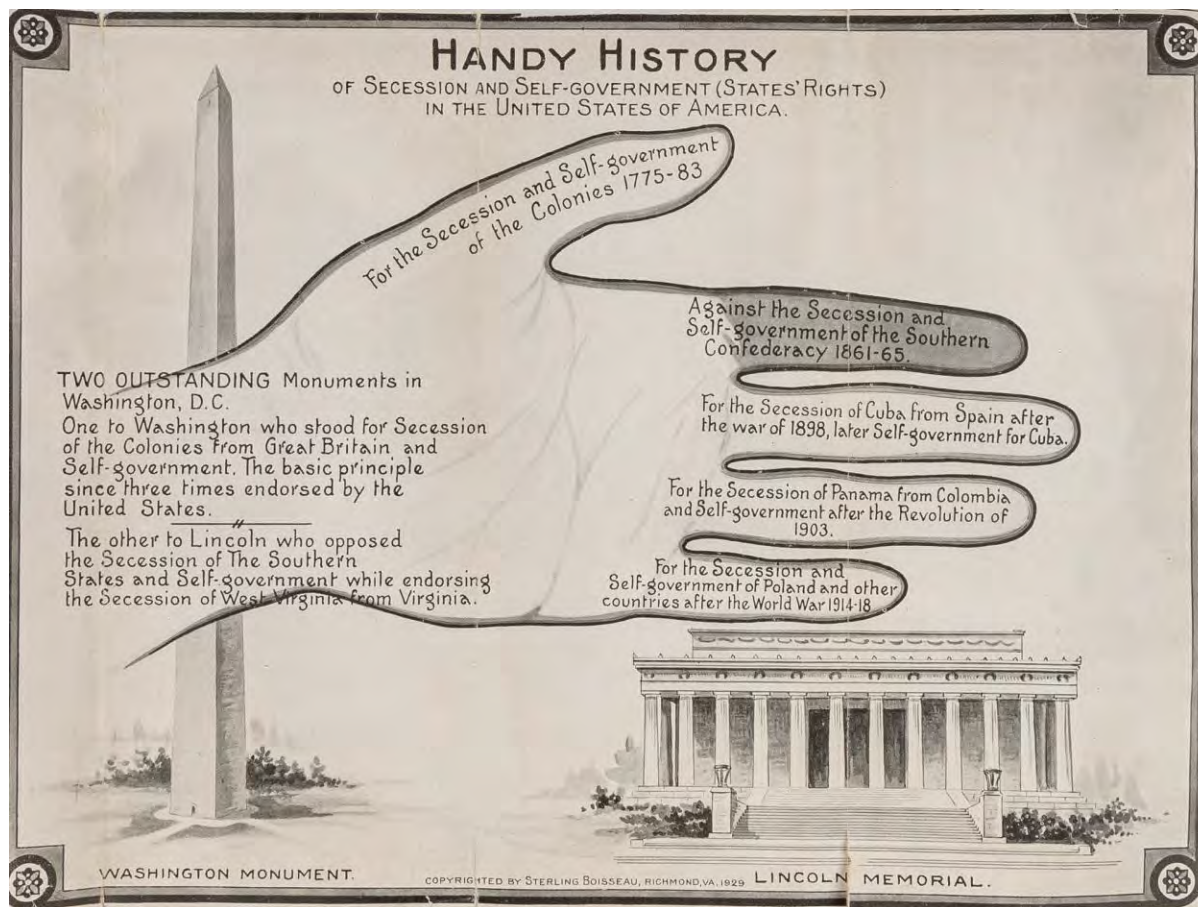 HANDY HISTORY
OF SECESSION AND SELF-GOVERNMENT (STATES' RIGHTS)
IN THE UNITED STATES OF AMERICA.
For the Secession and Self-government
of the Colonies 1775-83
Against the Secession and
Self-government of the Southern
Confederacy 1861-65.
For the Secession of Cuba from Spain after
the war of 1898, later Self-government for Cuba.
For the Secession of Panama from Colombia
and Self-government after the Revolution of
1903.
For the Secession and
Self-government of Poland and other
countries after the World War 1914-18
TWO OUTSTANDING Monuments in
Washington, D.C.
One to Washington who stood for Secession
of the Colonies from Great Britain and
Self-government. The basic principle
since three times endorsed by the
United States.
The other to Lincoln who opposed
the Secession of The Southern
States and Self-government while endorsing
the Secession of West Virginia from Virginia.
WASHINGTON MONUMENT.
COPYRIGHTED BY STERLING BOISSEAU, RICHMOND, VA. 1929
LINCOLN MEMORIAL.